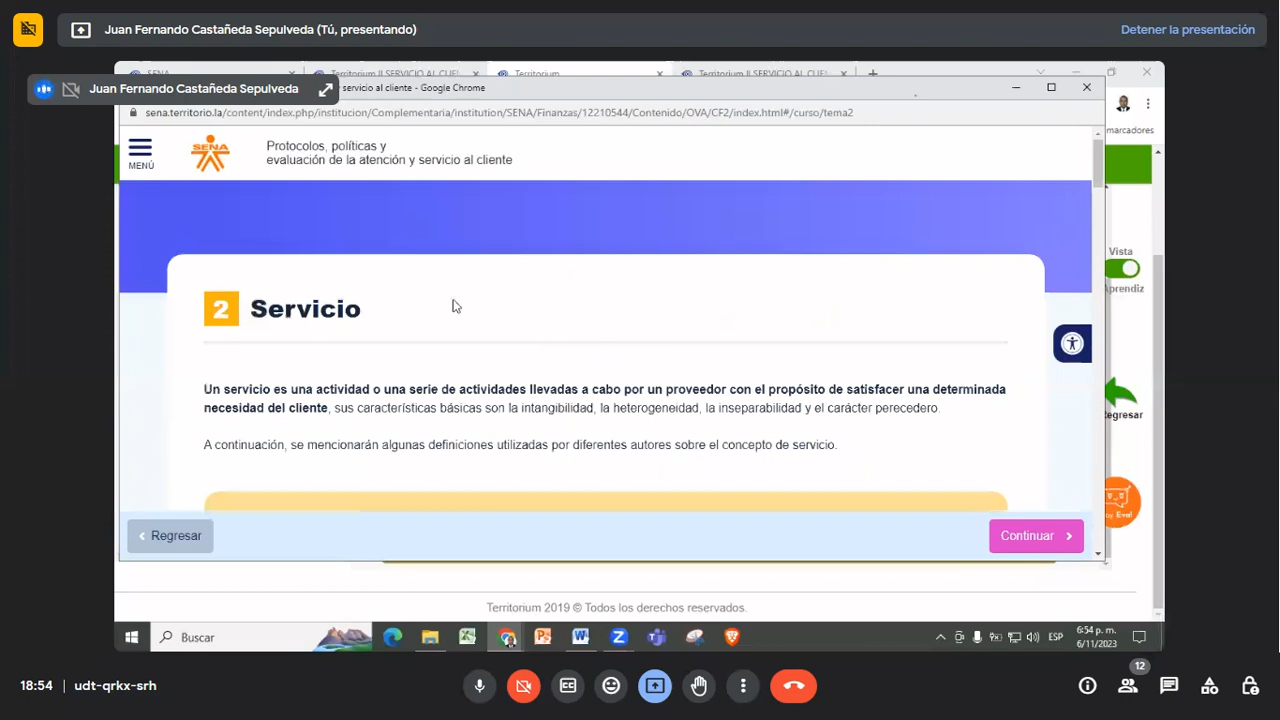 Juan Fernando Castañeda Sepulveda (Tú, presentando)
Detener la presentación
SENA
Territorium
Juan Fernando Castañeda Sepulveda
servicio al cliente - Google Chrome
sena.territorio.la/content/index.php/institucion/Complementaria/institution/SENA/Finanzas/12210544/Contenido/OVA/CF2/index.html#/curso/tema2
marcadores
MENÚ
SENA
Protocolos, políticas y
evaluación de la atención y servicio al cliente
2 Servicio
Vista
Aprendiz
Un servicio es una actividad o una serie de actividades llevadas a cabo por un proveedor con el propósito de satisfacer una determinada
necesidad del cliente, sus características básicas son la intangibilidad, la heterogeneidad, la inseparabilidad y el carácter perecedero.
Regresar
A continuación, se mencionarán algunas definiciones utilizadas por diferentes autores sobre el concepto de servicio.
Regresar
Continuar
Territorium 2019 © Todos los derechos reservados.
Buscar
ESP
6:54 p. m.
6/11/2023
18:54
udt-qrkx-srh
12